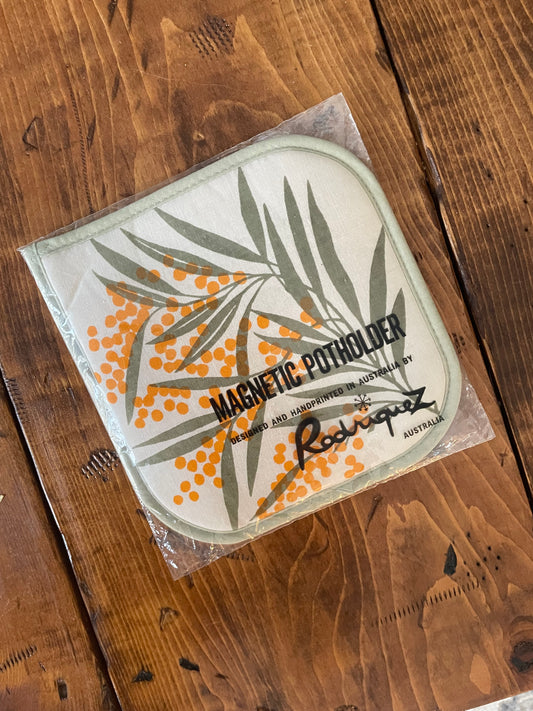 MAGNETIC POTHOLDER
DESIGNED AND HANDPRINTED IN AUSTRALIA BY
RodriqueZ
AUSTRALIA